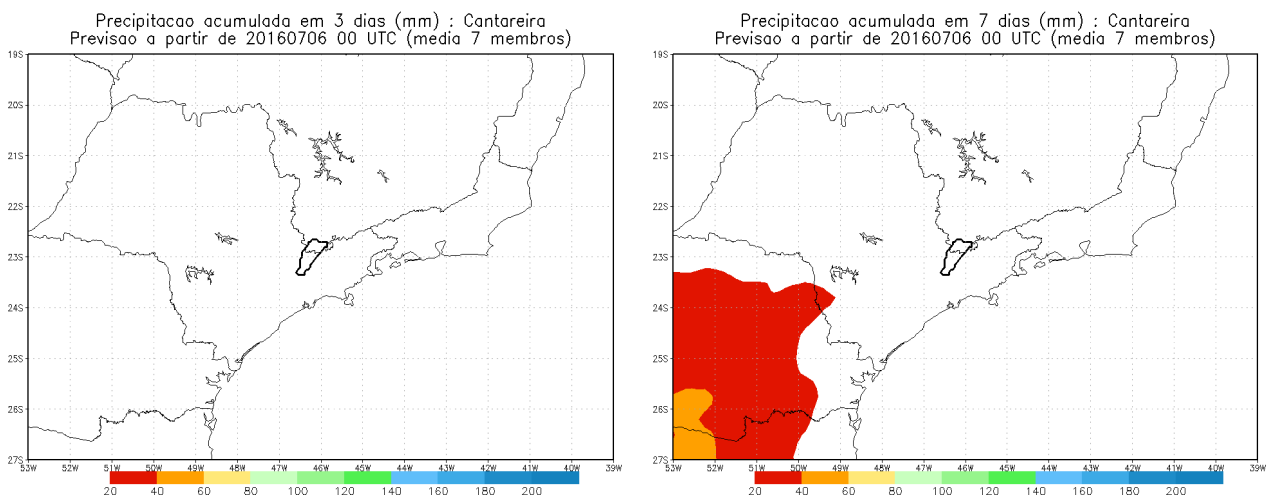 Precipitacao acumulada em 3 dias (mm) : Cantareira
Previsao a partir de 20160706 00 UTC (media 7 membros)
19S
20S
21S
22S
23S
24S
25S
26S
27S
53W 52W 51W 50W 49W 48W 47W 46W 45W 44W 43W 42W 41W 40W 39W
20 40 60 80 100 120 140 160 180 200
Precipitacao acumulada em 7 dias (mm) : Cantareira
Previsao a partir de 20160706 00 UTC (media 7 membros)
19S
20S
21S
22S
23S
24S
25S
26S
27S
53W 52W 51W 50W 49W 48W 47W 46W 45W 44W 43W 42W 41W 40W 39W
20 40 60 80 100 120 140 160 180 200